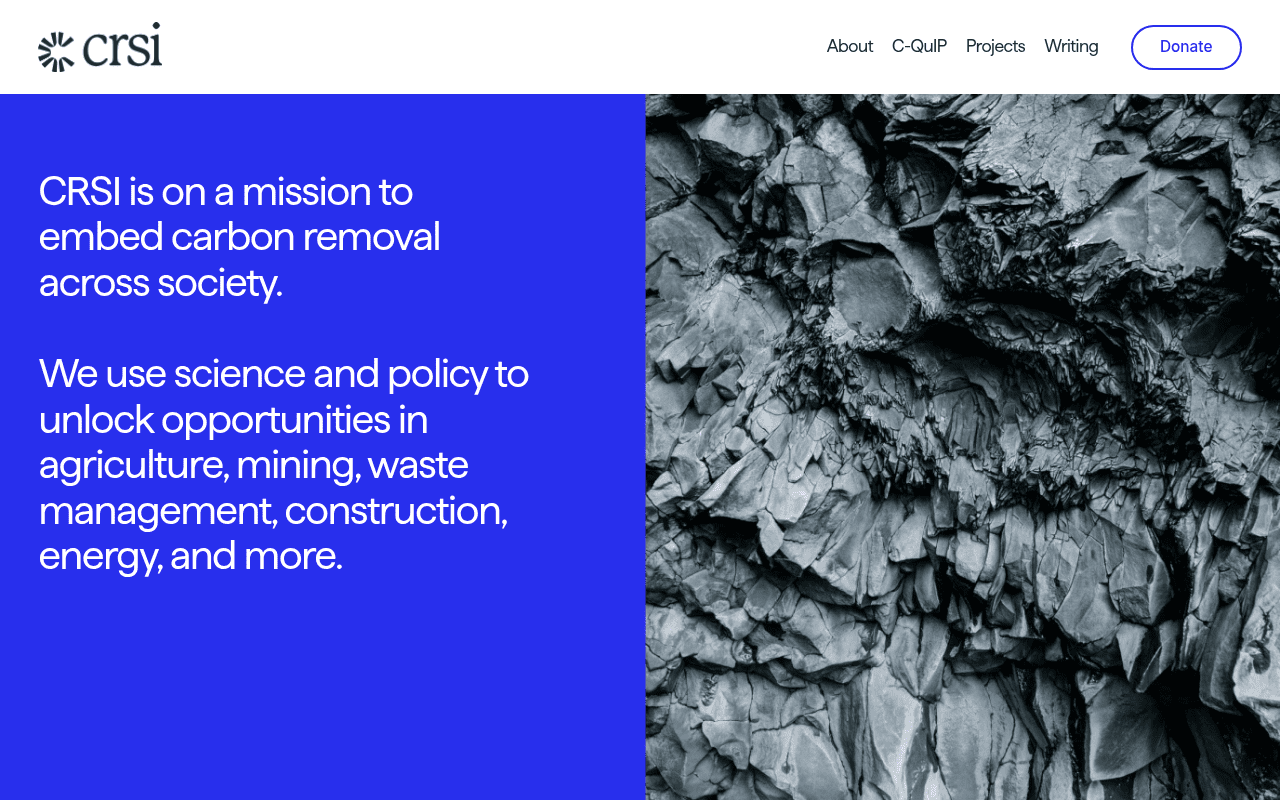 crsi
About C-QuIP Projects Writing Donate
CRSI is on a mission to
embed carbon removal
across society.
We use science and policy to
unlock opportunities in
agriculture, mining, waste
management, construction,
energy, and more.